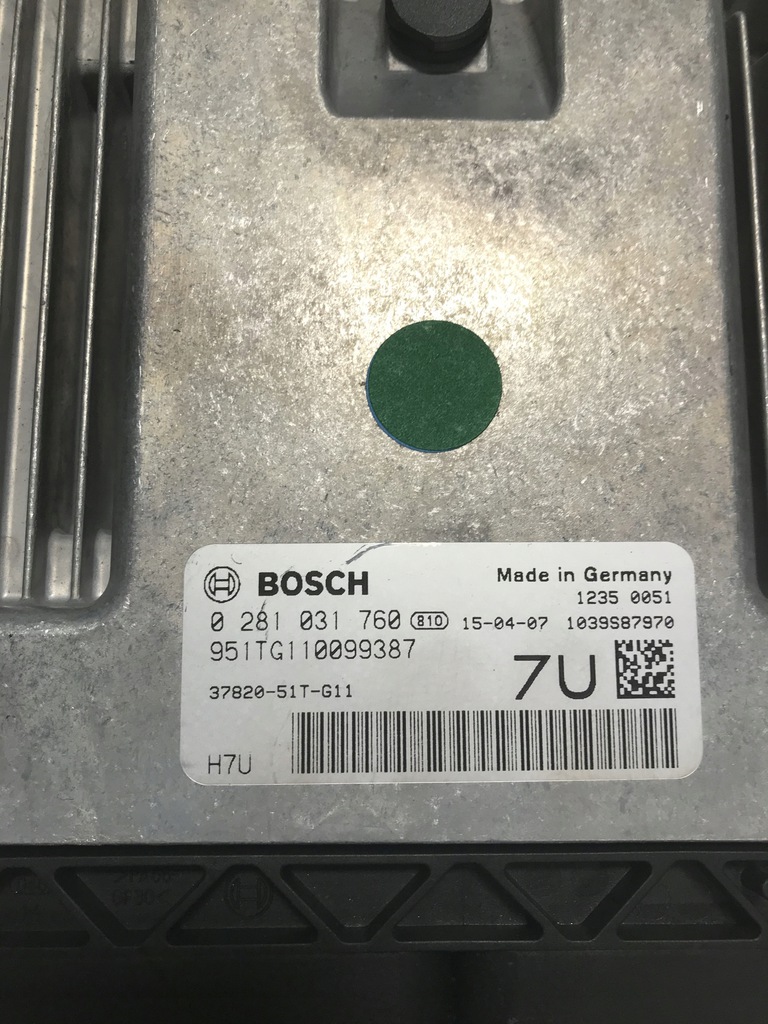 BOSCH
Made in Germany
1235 0051
0 281 031 760 810 15-04-07 1039S87970
951TG110099387
7U
37820-51T-G11
H7U